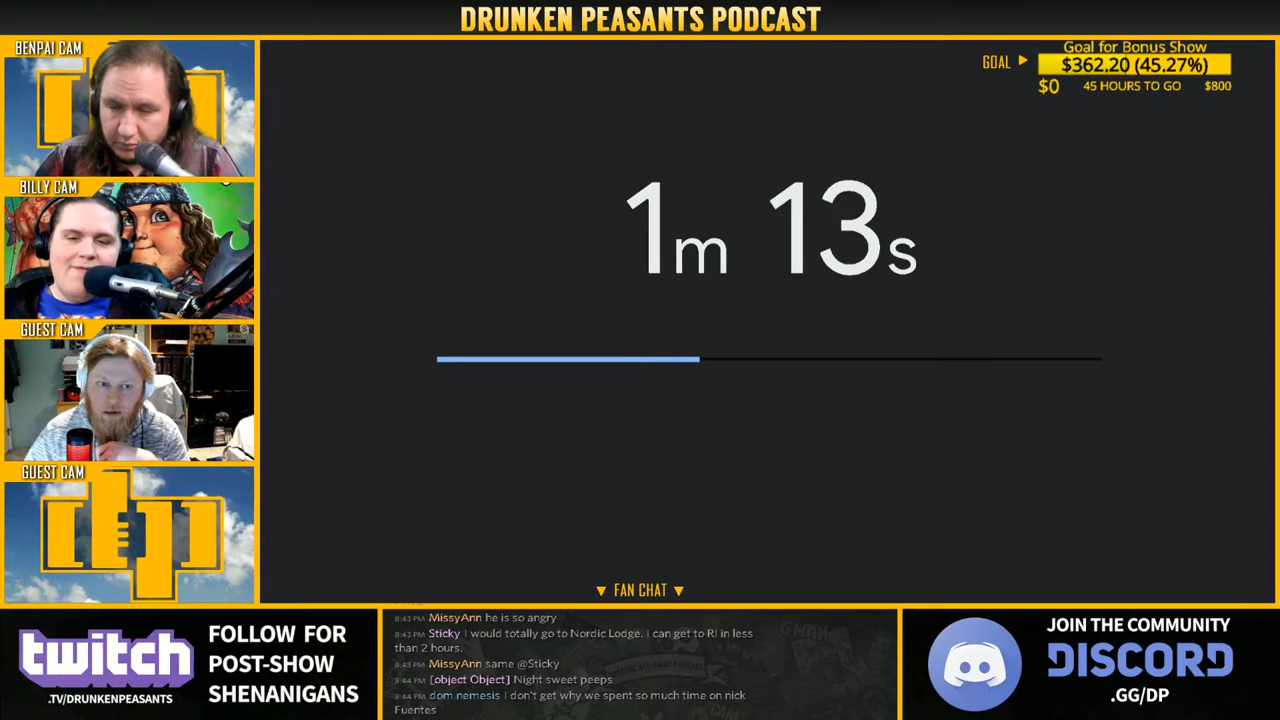 DRUNKEN PEASANTS PODCAST
BENPAI CAM
BILLY CAM
GUEST CAM
GUEST CAM
GOAL ▶
Goal for Bonus Show
$362.20 (45.27%)
$0 45 HOURS TO GO $800
1m 13s
▼ FAN CHAT ▼
8:43 PM MissyAnn he is so angry
8:43 PM Sticky I would totally go to Nordic Lodge. I can get to RI in less
than 2 hours.
8:43 PM MissyAnn same @Sticky
8:44 PM [object Object] Night sweet peeps
8:44 PM dom nemesis I don't get why we spent so much time on nick
Fuentes
twitch
.TV/DRUNKENPEASANTS
FOLLOW FOR
POST-SHOW
SHENANIGANS
JOIN THE COMMUNITY
DISCORD
.GG/DP